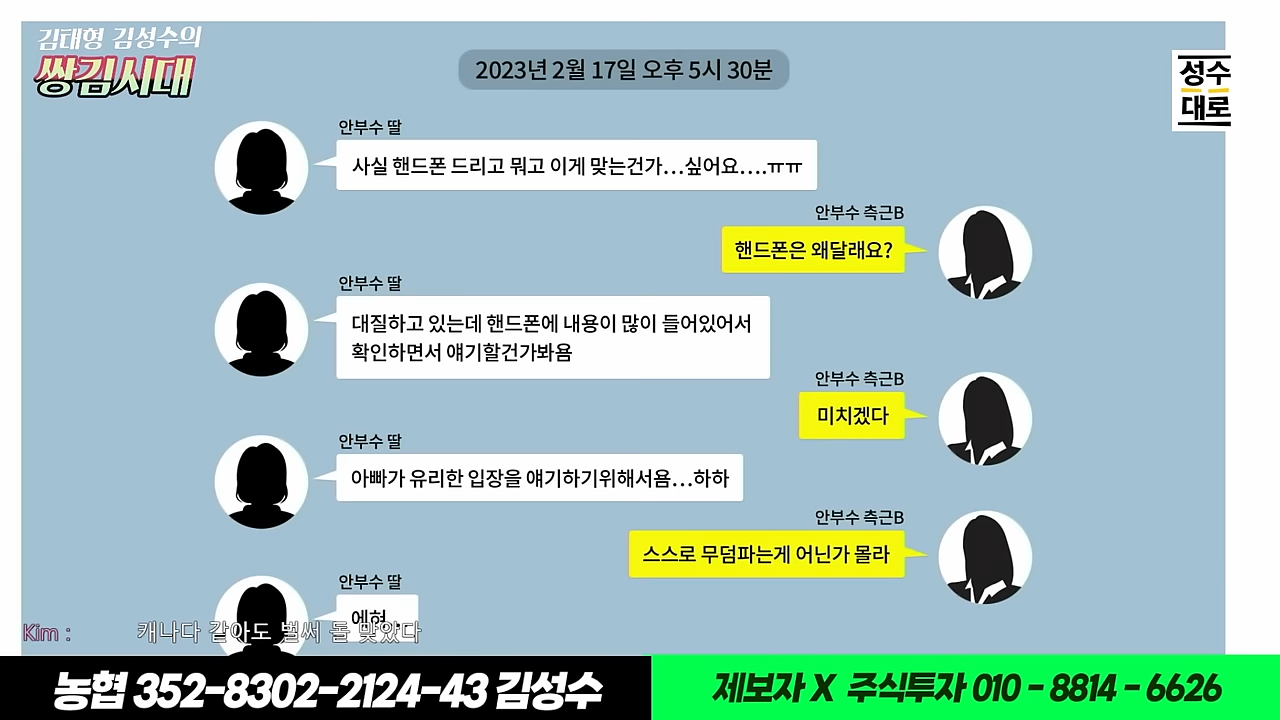 김태형 김성수의
쌍김시대
2023년 2월 17일 오후 5시 30분
성수
대로
안부수 딸
사실 핸드폰 드리고 뭐고 이게 맞는건가...싶어요....ㅠㅠ
안부수 측근B
핸드폰은 왜달래요?
안부수 딸
대질하고 있는데 핸드폰에 내용이 많이 들어있어서
확인하면서 얘기할건가봐욤
안부수 측근B
미치겠다
안부수 딸
아빠가 유리한 입장을 얘기하기위해서욤...하하
안부수 측근B
스스로 무덤파는게 어닌가 몰라
안부수 딸
에혀..
Kim : 캐나다 같아도 벌써 돌 맞았다
농협 352-8302-2124-43 김성수
제보자 X 주식투자 010 - 8814 - 6626